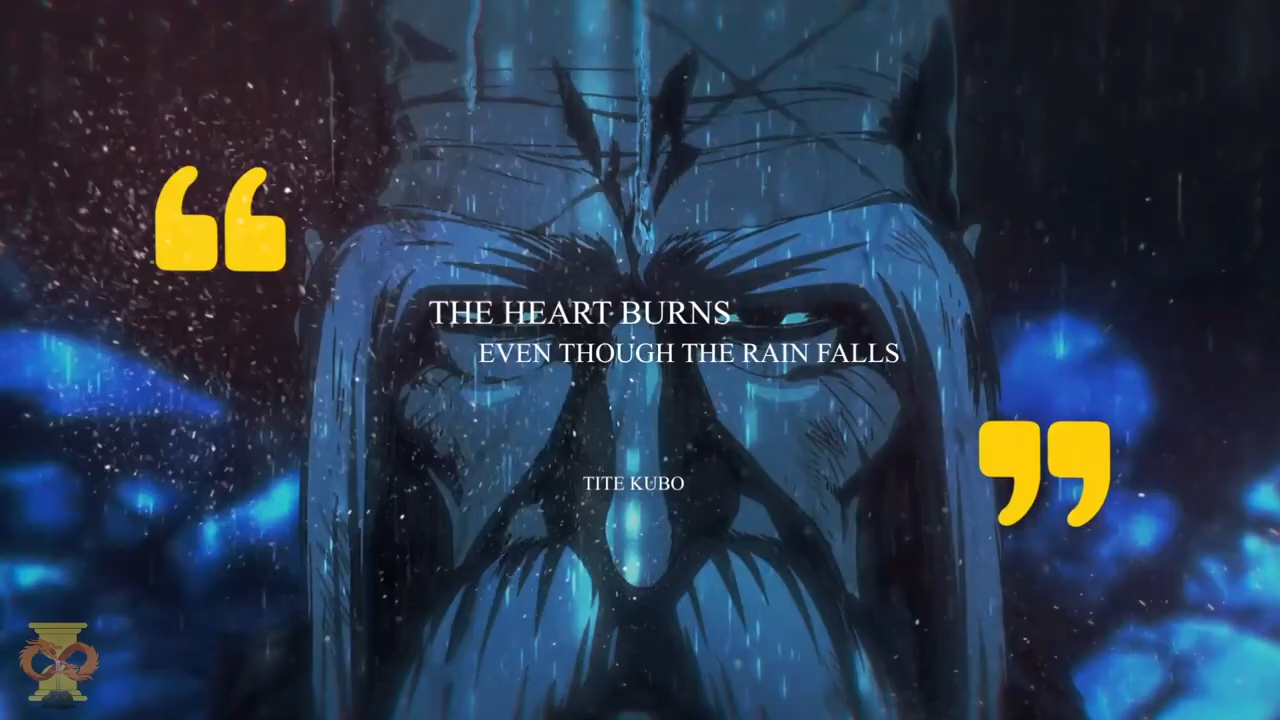 “
THE HEART BURNS
EVEN THOUGH THE RAIN FALLS
”
TITE KUBO